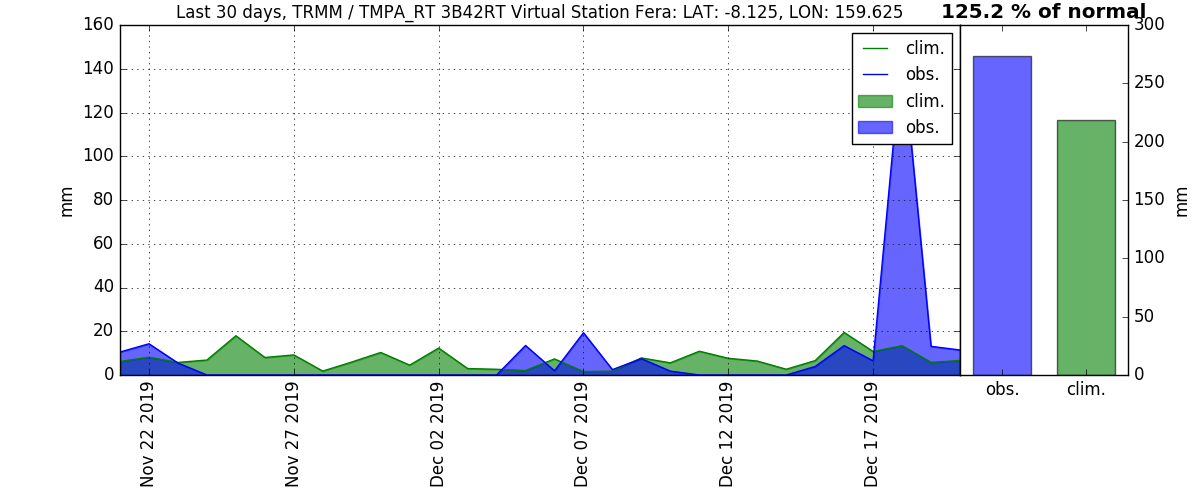 Last 30 days, TRMM / TMPA_RT 3B42RT Virtual Station Fera: LAT: -8.125, LON: 159.625
125.2 % of normal
160
140
120
100
80
60
40
20
0
mm
clim.
obs.
clim.
obs.
Nov 22 2019
Nov 27 2019
Dec 02 2019
Dec 07 2019
Dec 12 2019
Dec 17 2019
300
250
200
150
100
50
0
mm
obs.
clim.